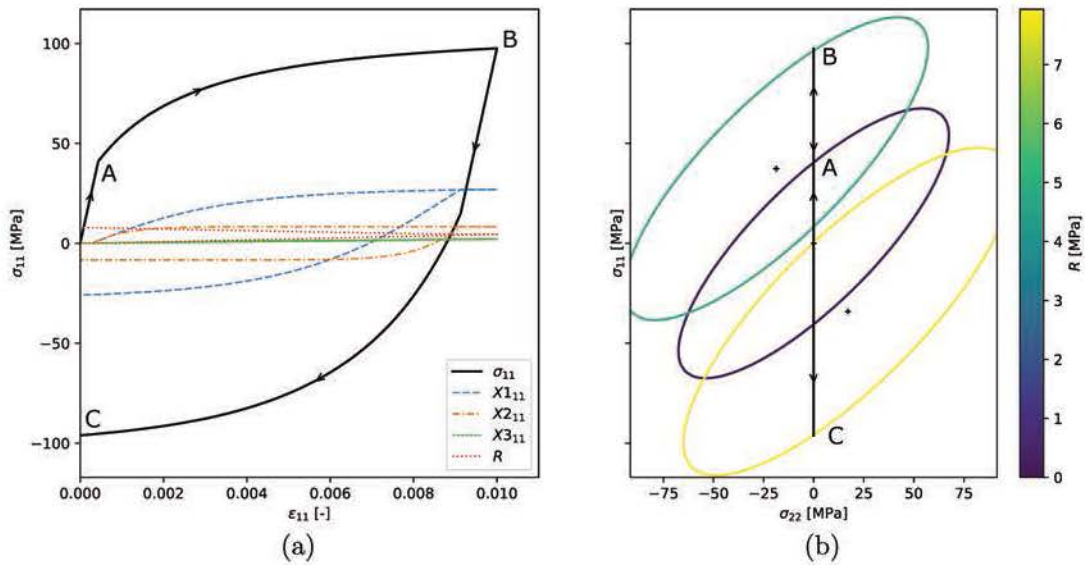 100
50
0
−50
−100
σ11 [MPa]
A
B
C
σ11
X1₁₁
X2₁₁
X3₁₁
R
0.000
0.002
0.004
0.006
0.008
0.010
ε₁₁ [-]
(a)
σ₁₁ [MPa]
B
A
C
−75
−50
−25
0
25
50
75
σ₂₂ [MPa]
(b)
7
6
5
4
3
2
1
0
R [MPa]